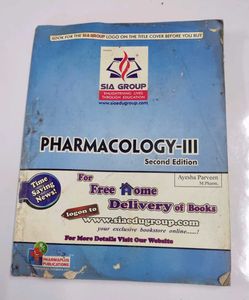 LOOK FOR THE SIA GROUP LOGO ON THE TITLE COVER BEFORE YOU BUY
SIA GROUP
ENLIGHTENING LIVES
THROUGH EDUCATION
www.siaedugroup.com
PHARMACOLOGY-III
Second Edition
Ayesha Parveen
M.Pharm.
Time
Saving
News!
For
Free Home
Delivery of Books
logon to
www.siaedugroup.com
your exclusive bookstore online.....!
For More Details Visit Our Website
PHARMAPLUS
PUBLICATIONS